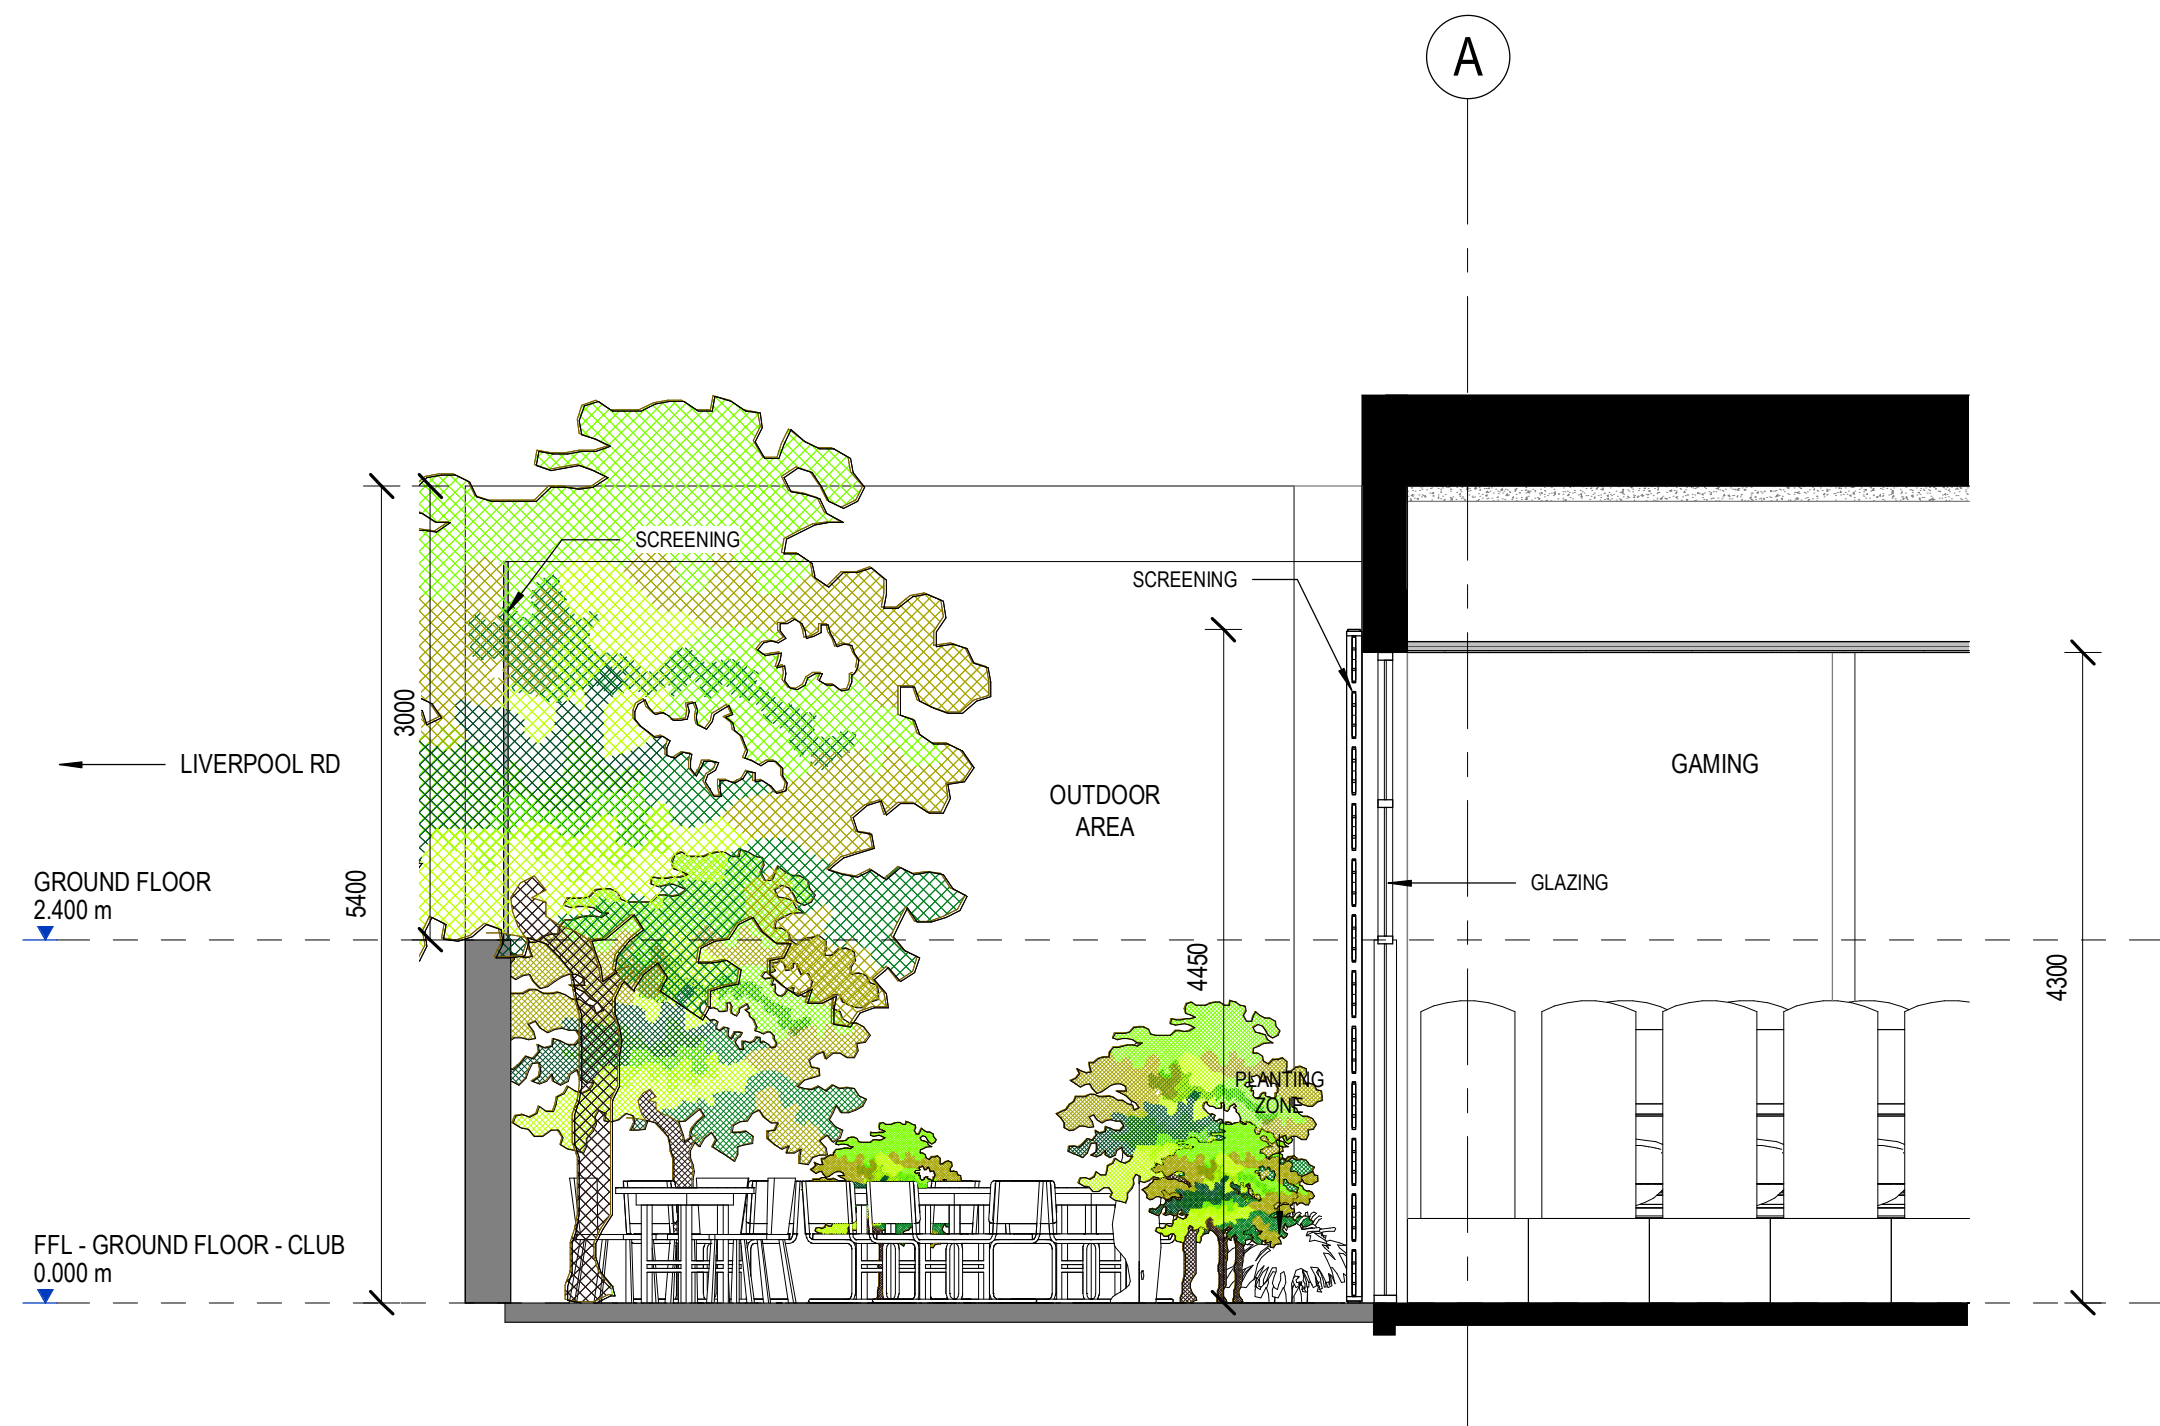 A
SCREENING
SCREENING
3000
LIVERPOOL RD
GAMING
OUTDOOR
AREA
GROUND FLOOR
2.400 m
5400
GLAZING
4450
4300
PLANTING
ZONE
FFL - GROUND FLOOR - CLUB
0.000 m